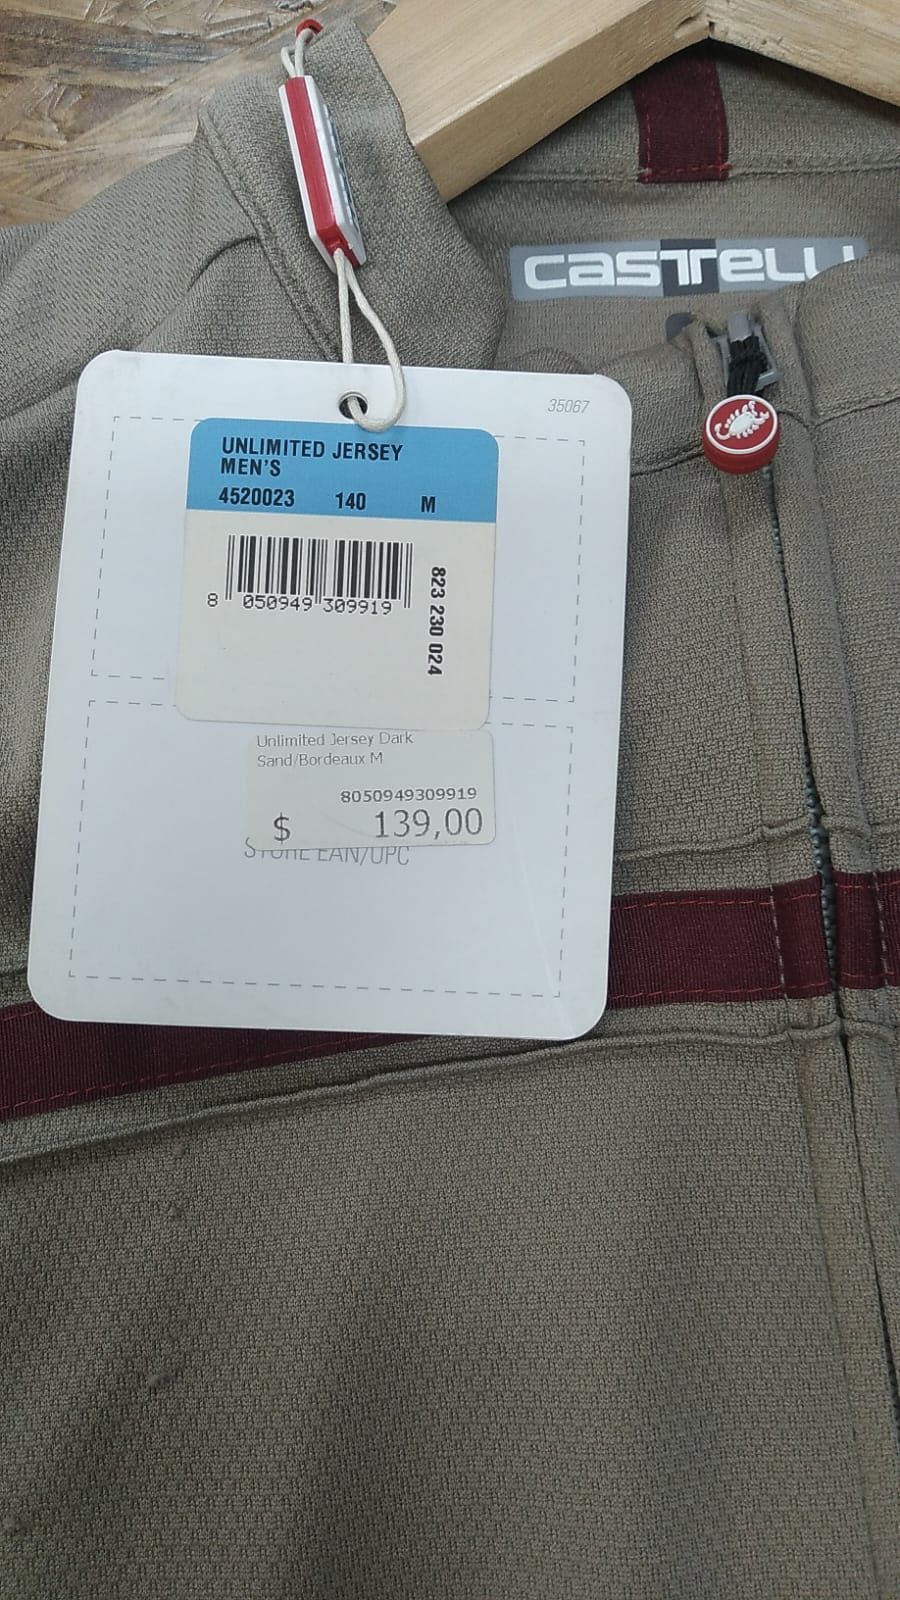 CASTELLI
35067
UNLIMITED JERSEY
MEN'S
4520023 140 M
8 050949 309919
823 230 024
Unlimited Jersey Dark
Sand/Bordeaux M
8050949309919
$ 139,00
STORE EAN/UPC